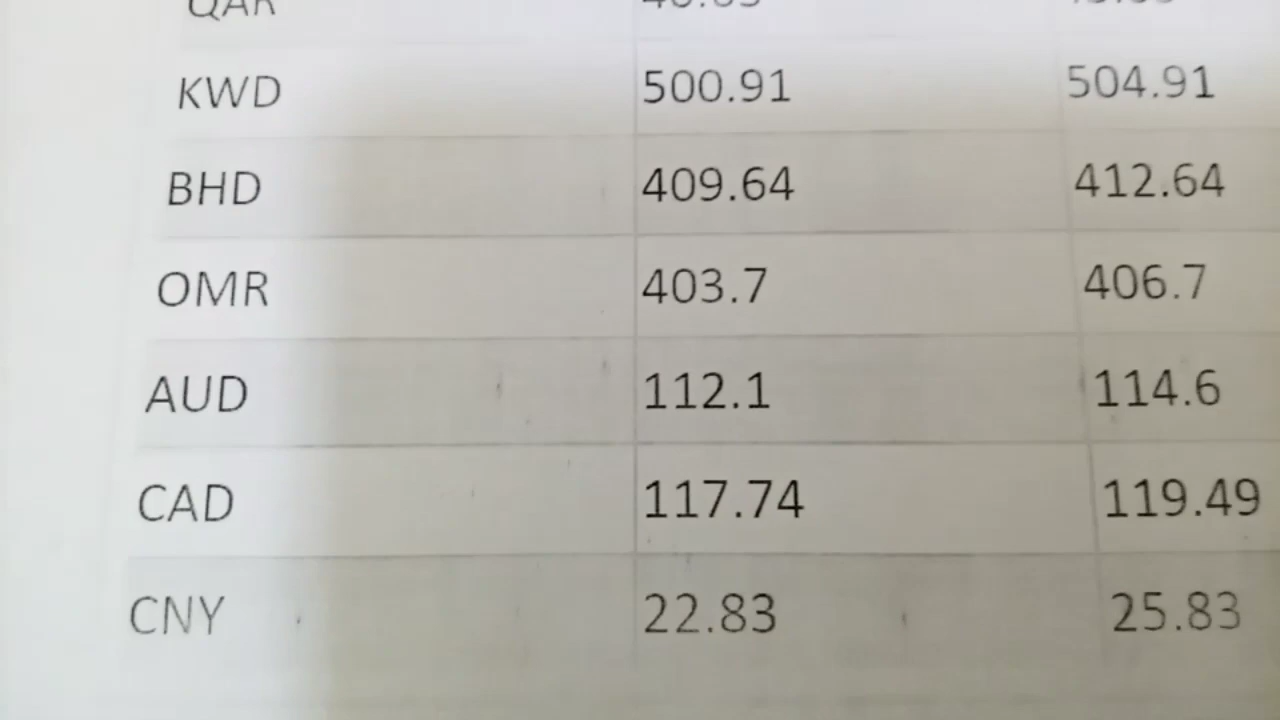 QAR
KWD 500.91 504.91
BHD 409.64 412.64
OMR 403.7 406.7
AUD 112.1 114.6
CAD 117.74 119.49
CNY 22.83 25.83